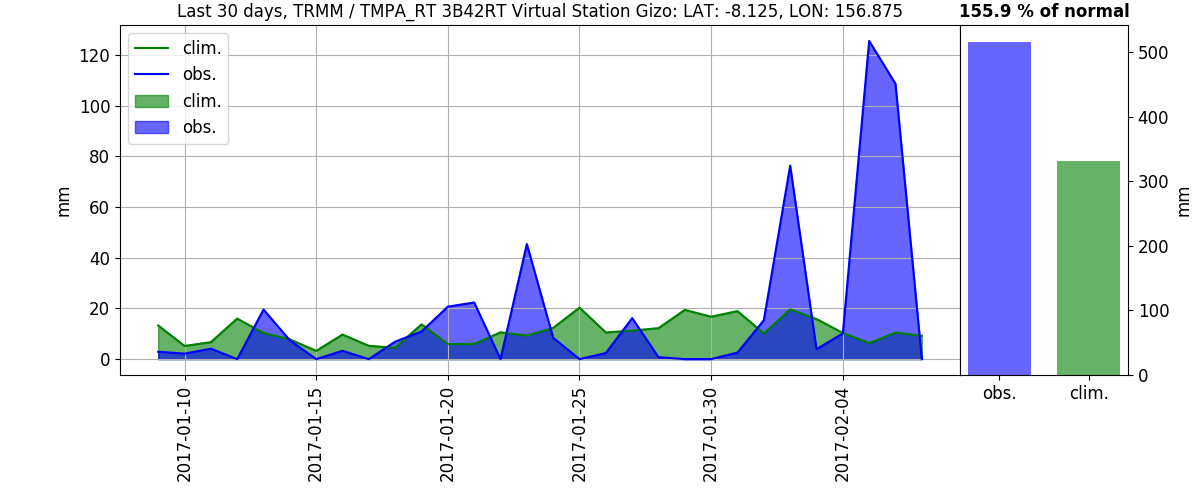 Last 30 days, TRMM / TMPA_RT 3B42RT Virtual Station Gizo: LAT: -8.125, LON: 156.875
155.9 % of normal
clim.
obs.
clim.
obs.
mm
120
100
80
60
40
20
0
2017-01-10
2017-01-15
2017-01-20
2017-01-25
2017-01-30
2017-02-04
500
400
300
200
100
0
mm
obs.
clim.